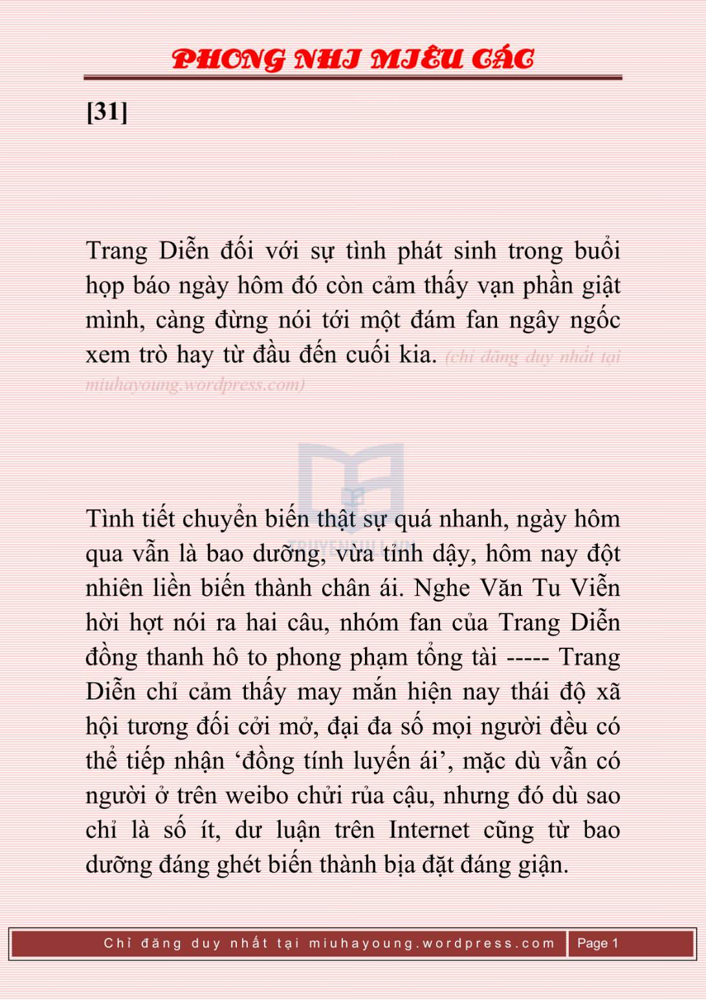 PHONG NHI MIÊU CÁC
[31]
Trang Diễn đối với sự tình phát sinh trong buổi
họp báo ngày hôm đó còn cảm thấy vạn phần giật
mình, càng đừng nói tới một đám fan ngây ngốc
xem trò hay từ đầu đến cuối kia. (chỉ đăng duy nhất tại
miuhayoung.wordpress.com)
Tình tiết chuyển biến thật sự quá nhanh, ngày hôm
TRUYENFULL.VN
qua vẫn là bao dưỡng, vừa tỉnh dậy, hôm nay đột
nhiên liền biến thành chân ái. Nghe Văn Tu Viễn
hời hợt nói ra hai câu, nhóm fan của Trang Diễn
đồng thanh hô to phong phạm tổng tài ----- Trang
Diễn chỉ cảm thấy may mắn hiện nay thái độ xã
hội tương đối cởi mở, đại đa số mọi người đều có
thể tiếp nhận ‘đồng tính luyến ái’, mặc dù vẫn có
người ở trên weibo chửi rủa cậu, nhưng đó dù sao
chỉ là số ít, dư luận trên Internet cũng từ bao
dưỡng đáng ghét biến thành bịa đặt đáng giận.
Chỉ đăng duy nhất tại miuhayoung.wordpress.com Page 1